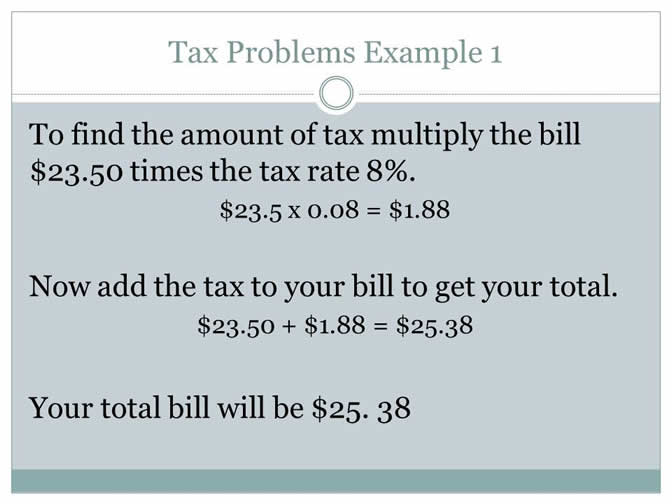 Tax Problems Example 1
To find the amount of tax multiply the bill
$23.50 times the tax rate 8%.
$23.5 x 0.08 = $1.88
Now add the tax to your bill to get your total.
$23.50 + $1.88 = $25.38
Your total bill will be $25. 38